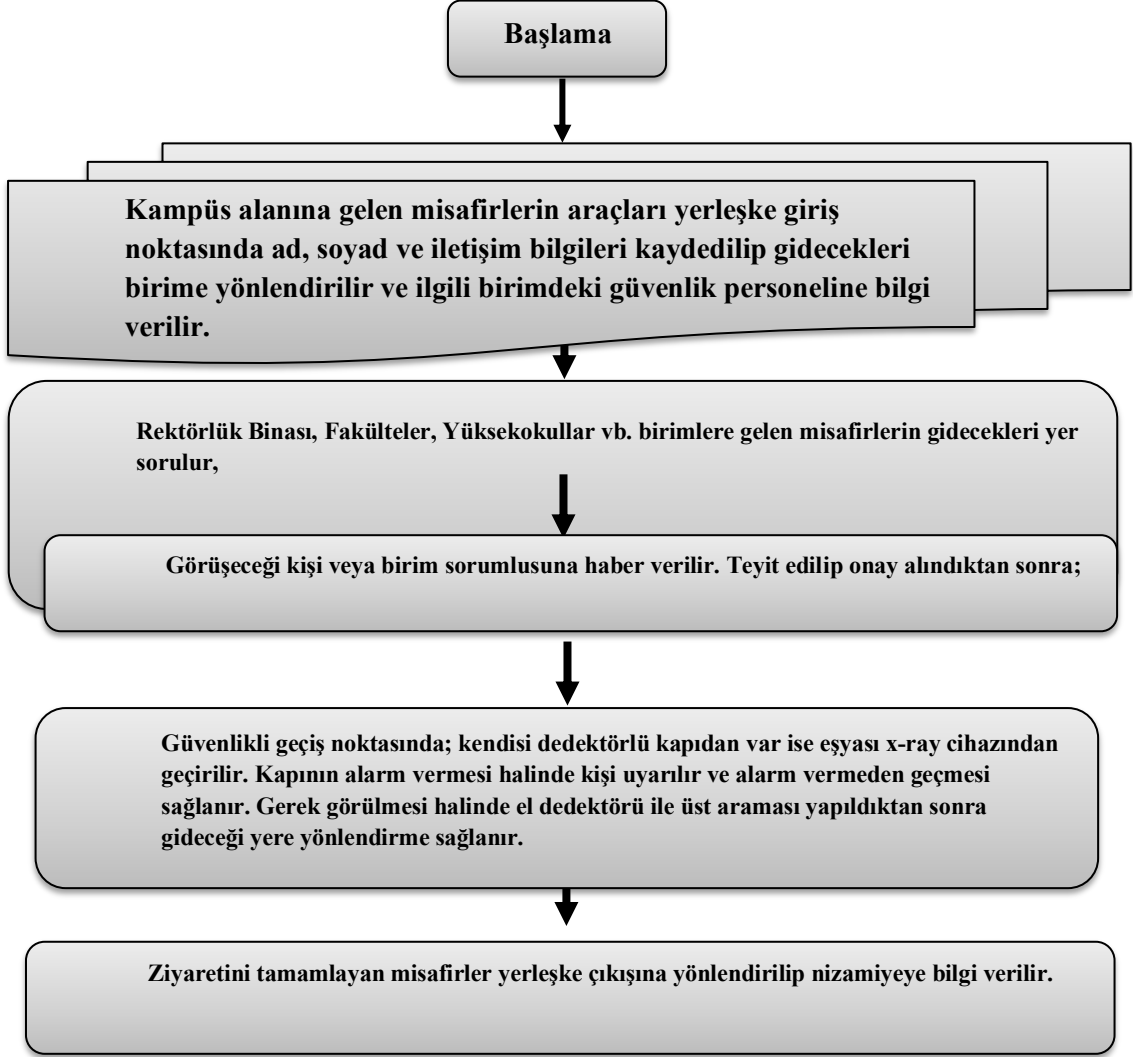 Başlama
Kampüs alanına gelen misafirlerin araçları yerleşke giriş
noktasında ad, soyad ve iletişim bilgileri kaydedilip gidecekleri
birime yönlendirilir ve ilgili birimdeki güvenlik personeline bilgi
verilir.
Rektörlük Binası, Fakülteler, Yüksekokullar vb. birimlere gelen misafirlerin gidecekleri yer
sorulur,
Görüşeceği kişi veya birim sorumlusuna haber verilir. Teyit edilip onay alındıktan sonra;
Güvenlikli geçiş noktasında; kendisi dedektörlü kapıdan var ise eşyası x-ray cihazından
geçirilir. Kapının alarm vermesi halinde kişi uyarılır ve alarm vermeden geçmesi
sağlanır. Gerek görülmesi halinde el dedektörü ile üst araması yapıldıktan sonra
gideceği yere yönlendirme sağlanır.
Ziyaretini tamamlayan misafirler yerleşke çıkışına yönlendirilip nizamiyeye bilgi verilir.